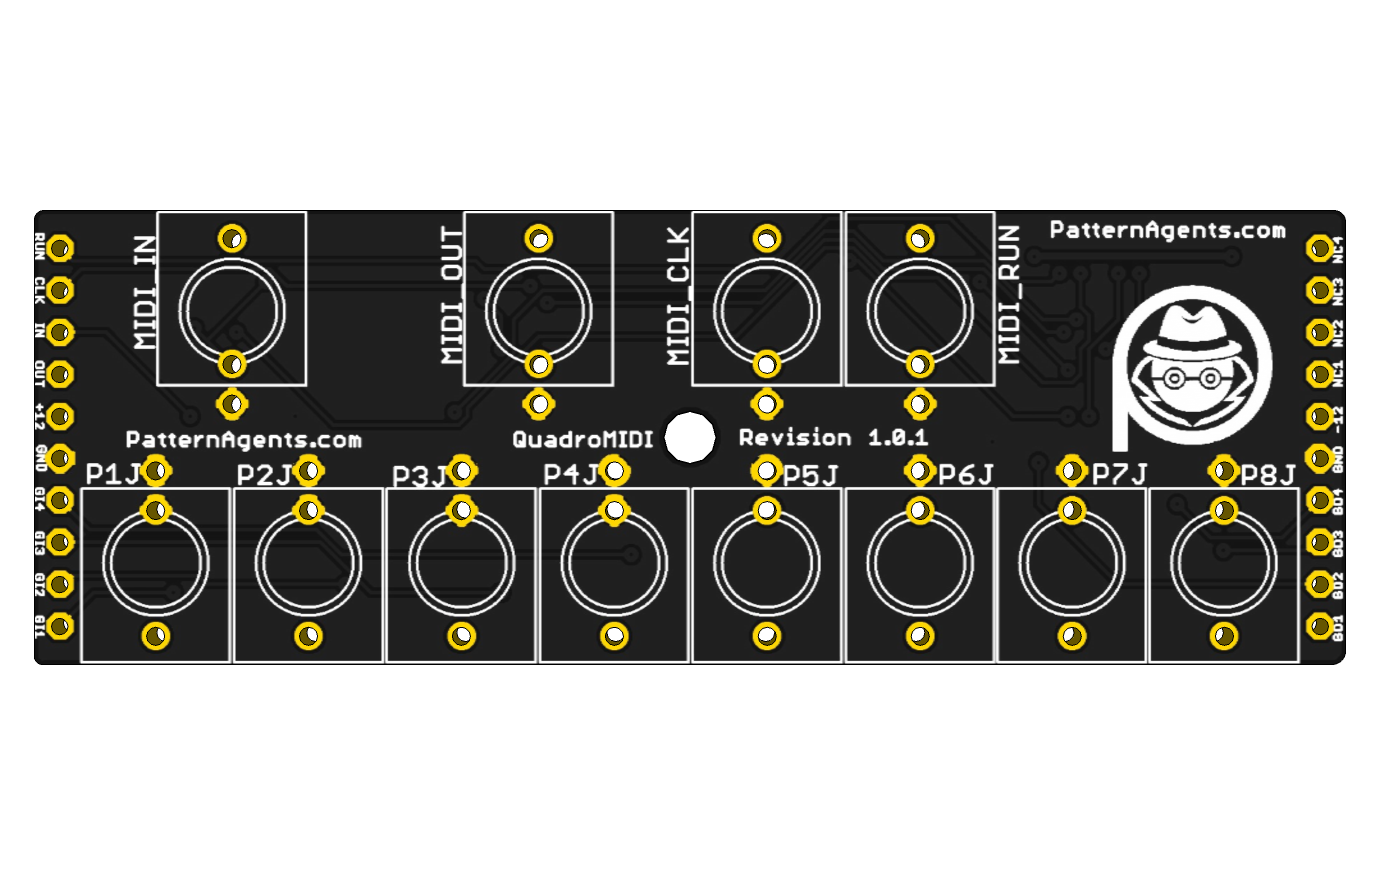 PatternAgents.com
MIDI_IN
MIDI_OUT
MIDI_CLK
MIDI_RUN
RUN
CLK
IN
OUT
+12
GND
GI4
GI3
GI2
GI1
NC4
NC3
NC2
NC1
-12
GND
GO4
GO3
GO2
GO1
PatternAgents.com
QuadroMIDI
Revision 1.0.1
P1J
P2J
P3J
P4J
P5J
P6J
P7J
P8J